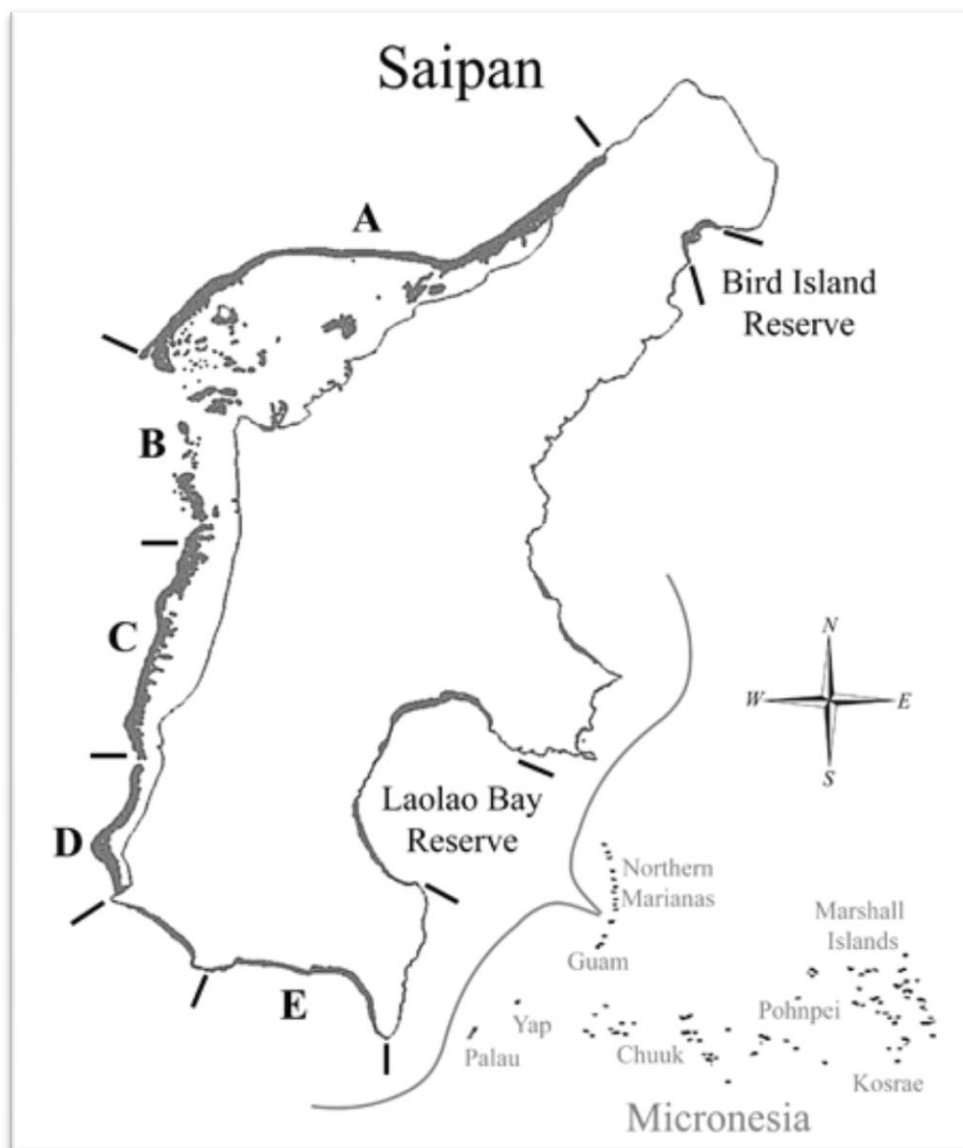 Saipan
A
Bird Island
Reserve
B
C
N
W
E
S
Laolao Bay
Reserve
D
Northern
Marianas
Marshall
Islands
Guam
E
Pohnpei
Yap
Palau
Chuuk
Kosrae
Micronesia